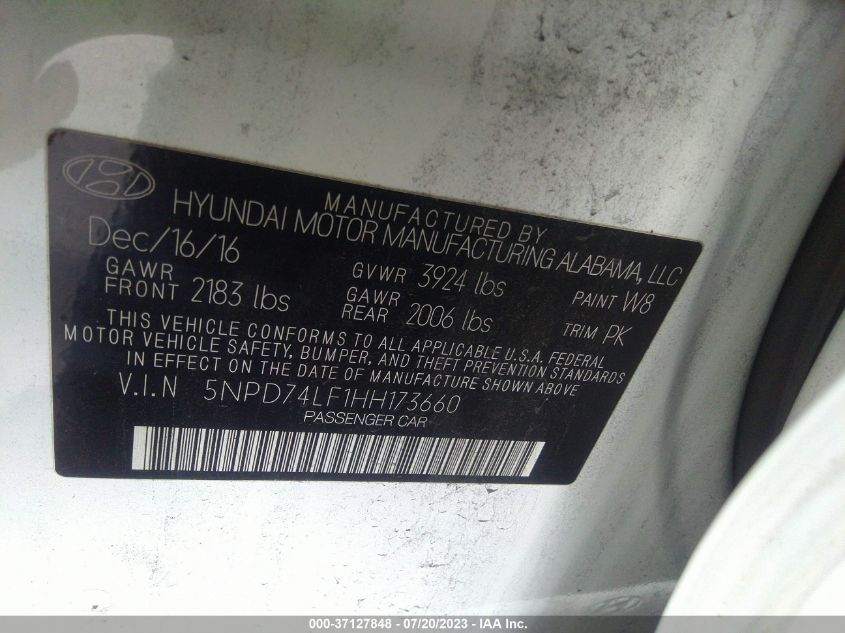 MANUFACTURED BY
HYUNDAI MOTOR MANUFACTURING ALABAMA, LLC
Dec/16/16
GAWR FRONT 2183 lbs
GVWR 3924 lbs
GAWR REAR 2006 lbs
PAINT W8
TRIM PK
THIS VEHICLE CONFORMS TO ALL APPLICABLE U.S.A. FEDERAL
MOTOR VEHICLE SAFETY, BUMPER, AND THEFT PREVENTION STANDARDS
IN EFFECT ON THE DATE OF MANUFACTURE SHOWN ABOVE
V.I.N 5NPD74LF1HH173660
PASSENGER CAR
000-37127848 - 07/20/2023 - IAA Inc.